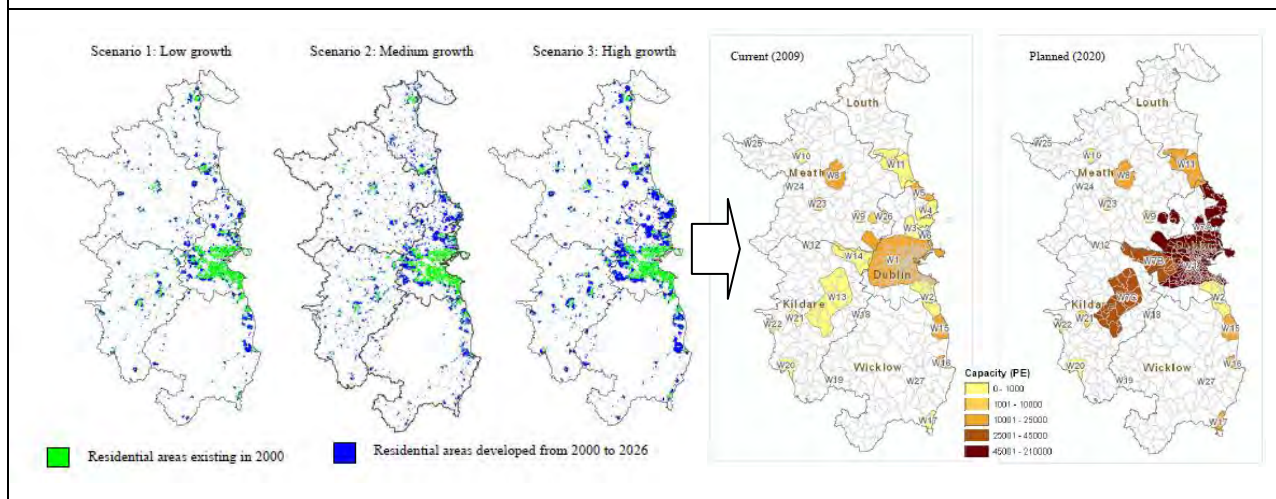 Scenario 1: Low growth
Scenario 2: Medium growth
Scenario 3: High growth
Current (2009)
Planned (2020)
Louth
W25
W10
W11
Meath
W8
W24
W5
W23
W4
W9
W26
W3
W12
W14
W1
Dublin
Kildare
W13
W2
W21
W18
W22
W15
W20
Wicklow
W16
W19
W27
W17
Louth
W25
W10
W11
Meath
W8
W24
W23
W9
W12
Dublin
Kildare
W2
W21
W18
W22
W15
W20
Wicklow
W16
W19
W27
W17
Capacity (PE)
0 - 1000
1001 - 10000
10001 - 25000
25001 - 45000
45001 - 210000
Residential areas existing in 2000
Residential areas developed from 2000 to 2026